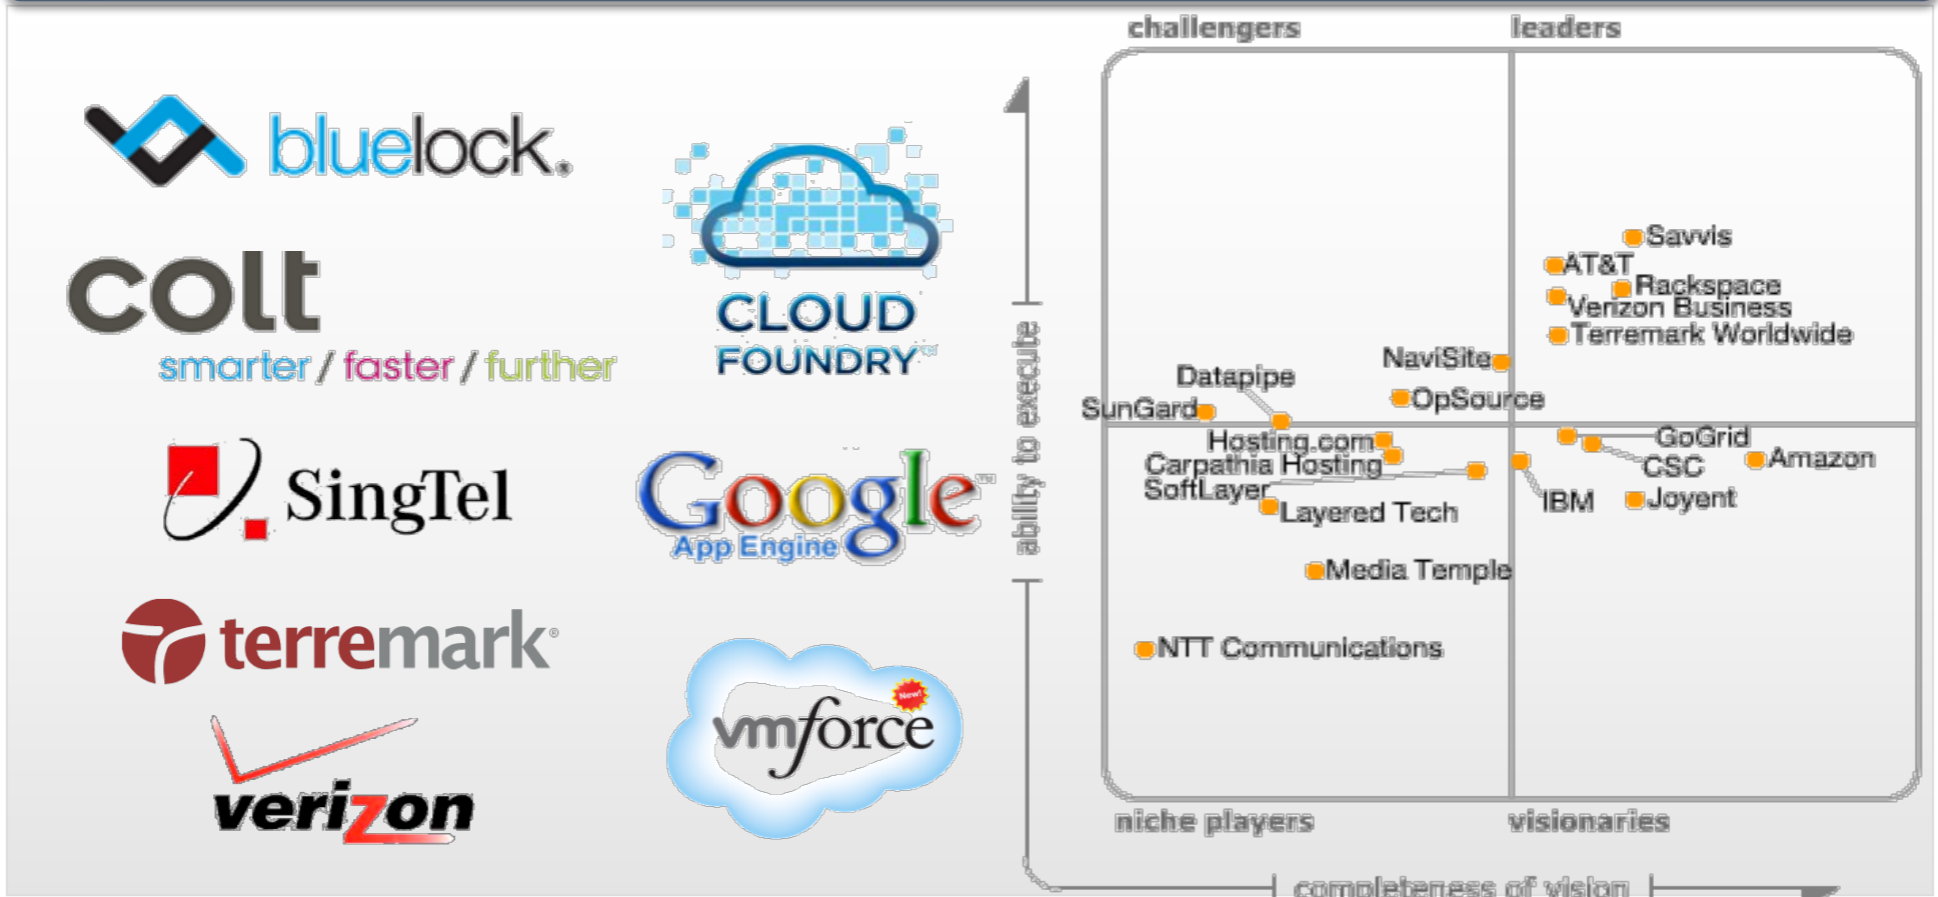 bluelock®
colt
smarter / faster / further
SingTel
terremark®
verizon
CLOUD
FOUNDRY™
Google™
App Engine
New!
vmforce
challengers
leaders
Savvis
AT&T
Rackspace
Verizon Business
Terremark Worldwide
NaviSite
Datapipe
OpSource
SunGard
Hosting.com
Carpathia Hosting
SoftLayer
Layered Tech
Media Temple
NTT Communications
GoGrid
CSC
Amazon
IBM
Joyent
niche players
visionaries
ability to execute
completeness of vision